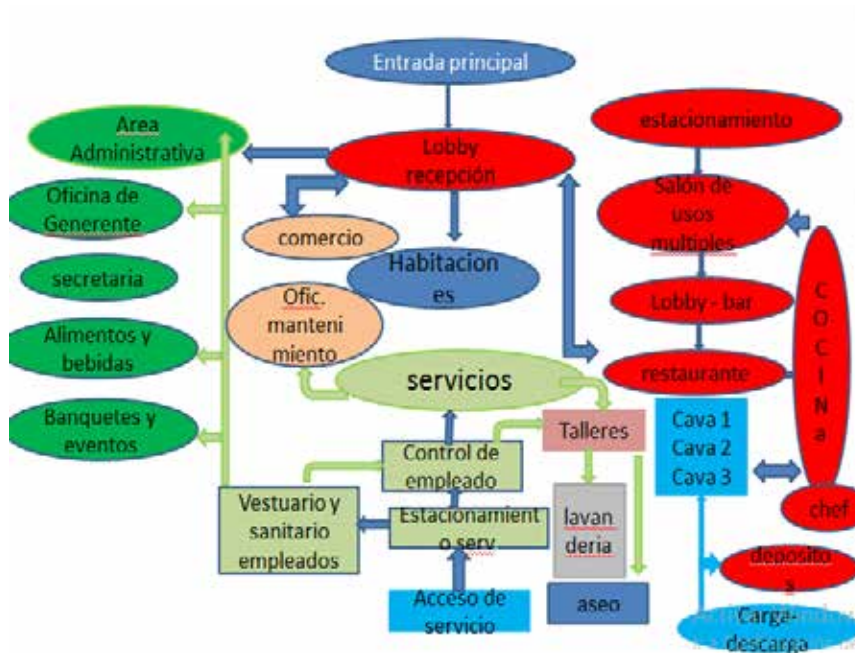 Entrada principal
Area
Administrativa
Lobby
recepción
estacionamiento
Oficina de
Generente
comercio
Salón de
usos
multiples
secretaria
Habitacion
es
Ofic.
manteni
miento
Lobby - bar
COCINa
Alimentos y
bebidas
servicios
restaurante
Banquetes y
eventos
Talleres
Cava 1
Cava 2
Cava 3
Control de
empleado
Vestuario y
sanitario
empleados
Estacionamient
o serv
lavan
deria
chef
deposito
s
Acceso de
servicio
aseo
Carga-
descarga